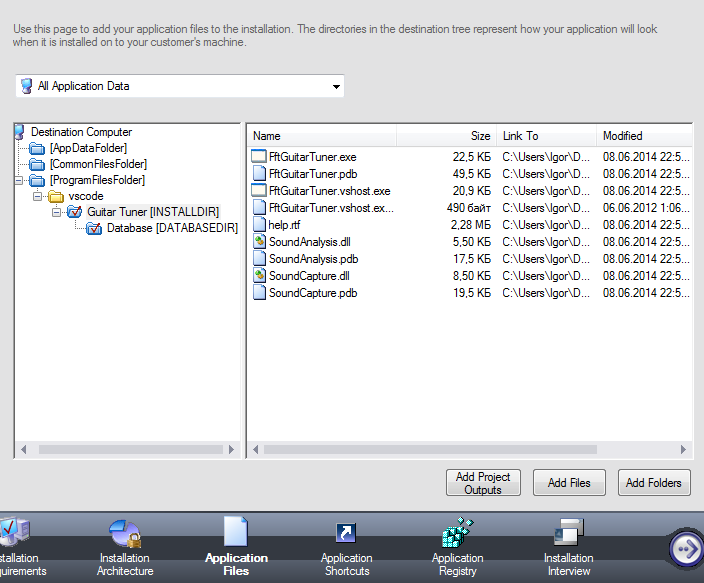 Use this page to add your application files to the installation. The directories in the destination tree represent how your application will look
when it is installed on to your customer's machine.
All Application Data
Destination Computer
[AppDataFolder]
[CommonFilesFolder]
[ProgramFilesFolder]
vscode
Guitar Tuner [INSTALLDIR]
Database [DATABASEDIR]
Name Size Link To Modified
FftGuitarTuner.exe 22,5 КБ C:\Users\Igor\D... 08.06.2014 22:5...
FftGuitarTuner.pdb 49,5 КБ C:\Users\Igor\D... 08.06.2014 22:5...
FftGuitarTuner.vshost.exe 20,9 КБ C:\Users\Igor\D... 08.06.2014 22:5...
FftGuitarTuner.vshost.ex... 490 байт C:\Users\Igor\D... 06.06.2012 1:06...
help.rtf 2,28 МБ C:\Users\Igor\D... 08.06.2014 22:5...
SoundAnalysis.dll 5,50 КБ C:\Users\Igor\D... 08.06.2014 22:5...
SoundAnalysis.pdb 17,5 КБ C:\Users\Igor\D... 08.06.2014 22:5...
SoundCapture.dll 8,50 КБ C:\Users\Igor\D... 08.06.2014 22:5...
SoundCapture.pdb 19,5 КБ C:\Users\Igor\D... 08.06.2014 22:5...
Add Project
Outputs
Add Files
Add Folders
stallation
quirements
Installation
Architecture
Application
Files
Application
Shortcuts
Application
Registry
Installation
Interview